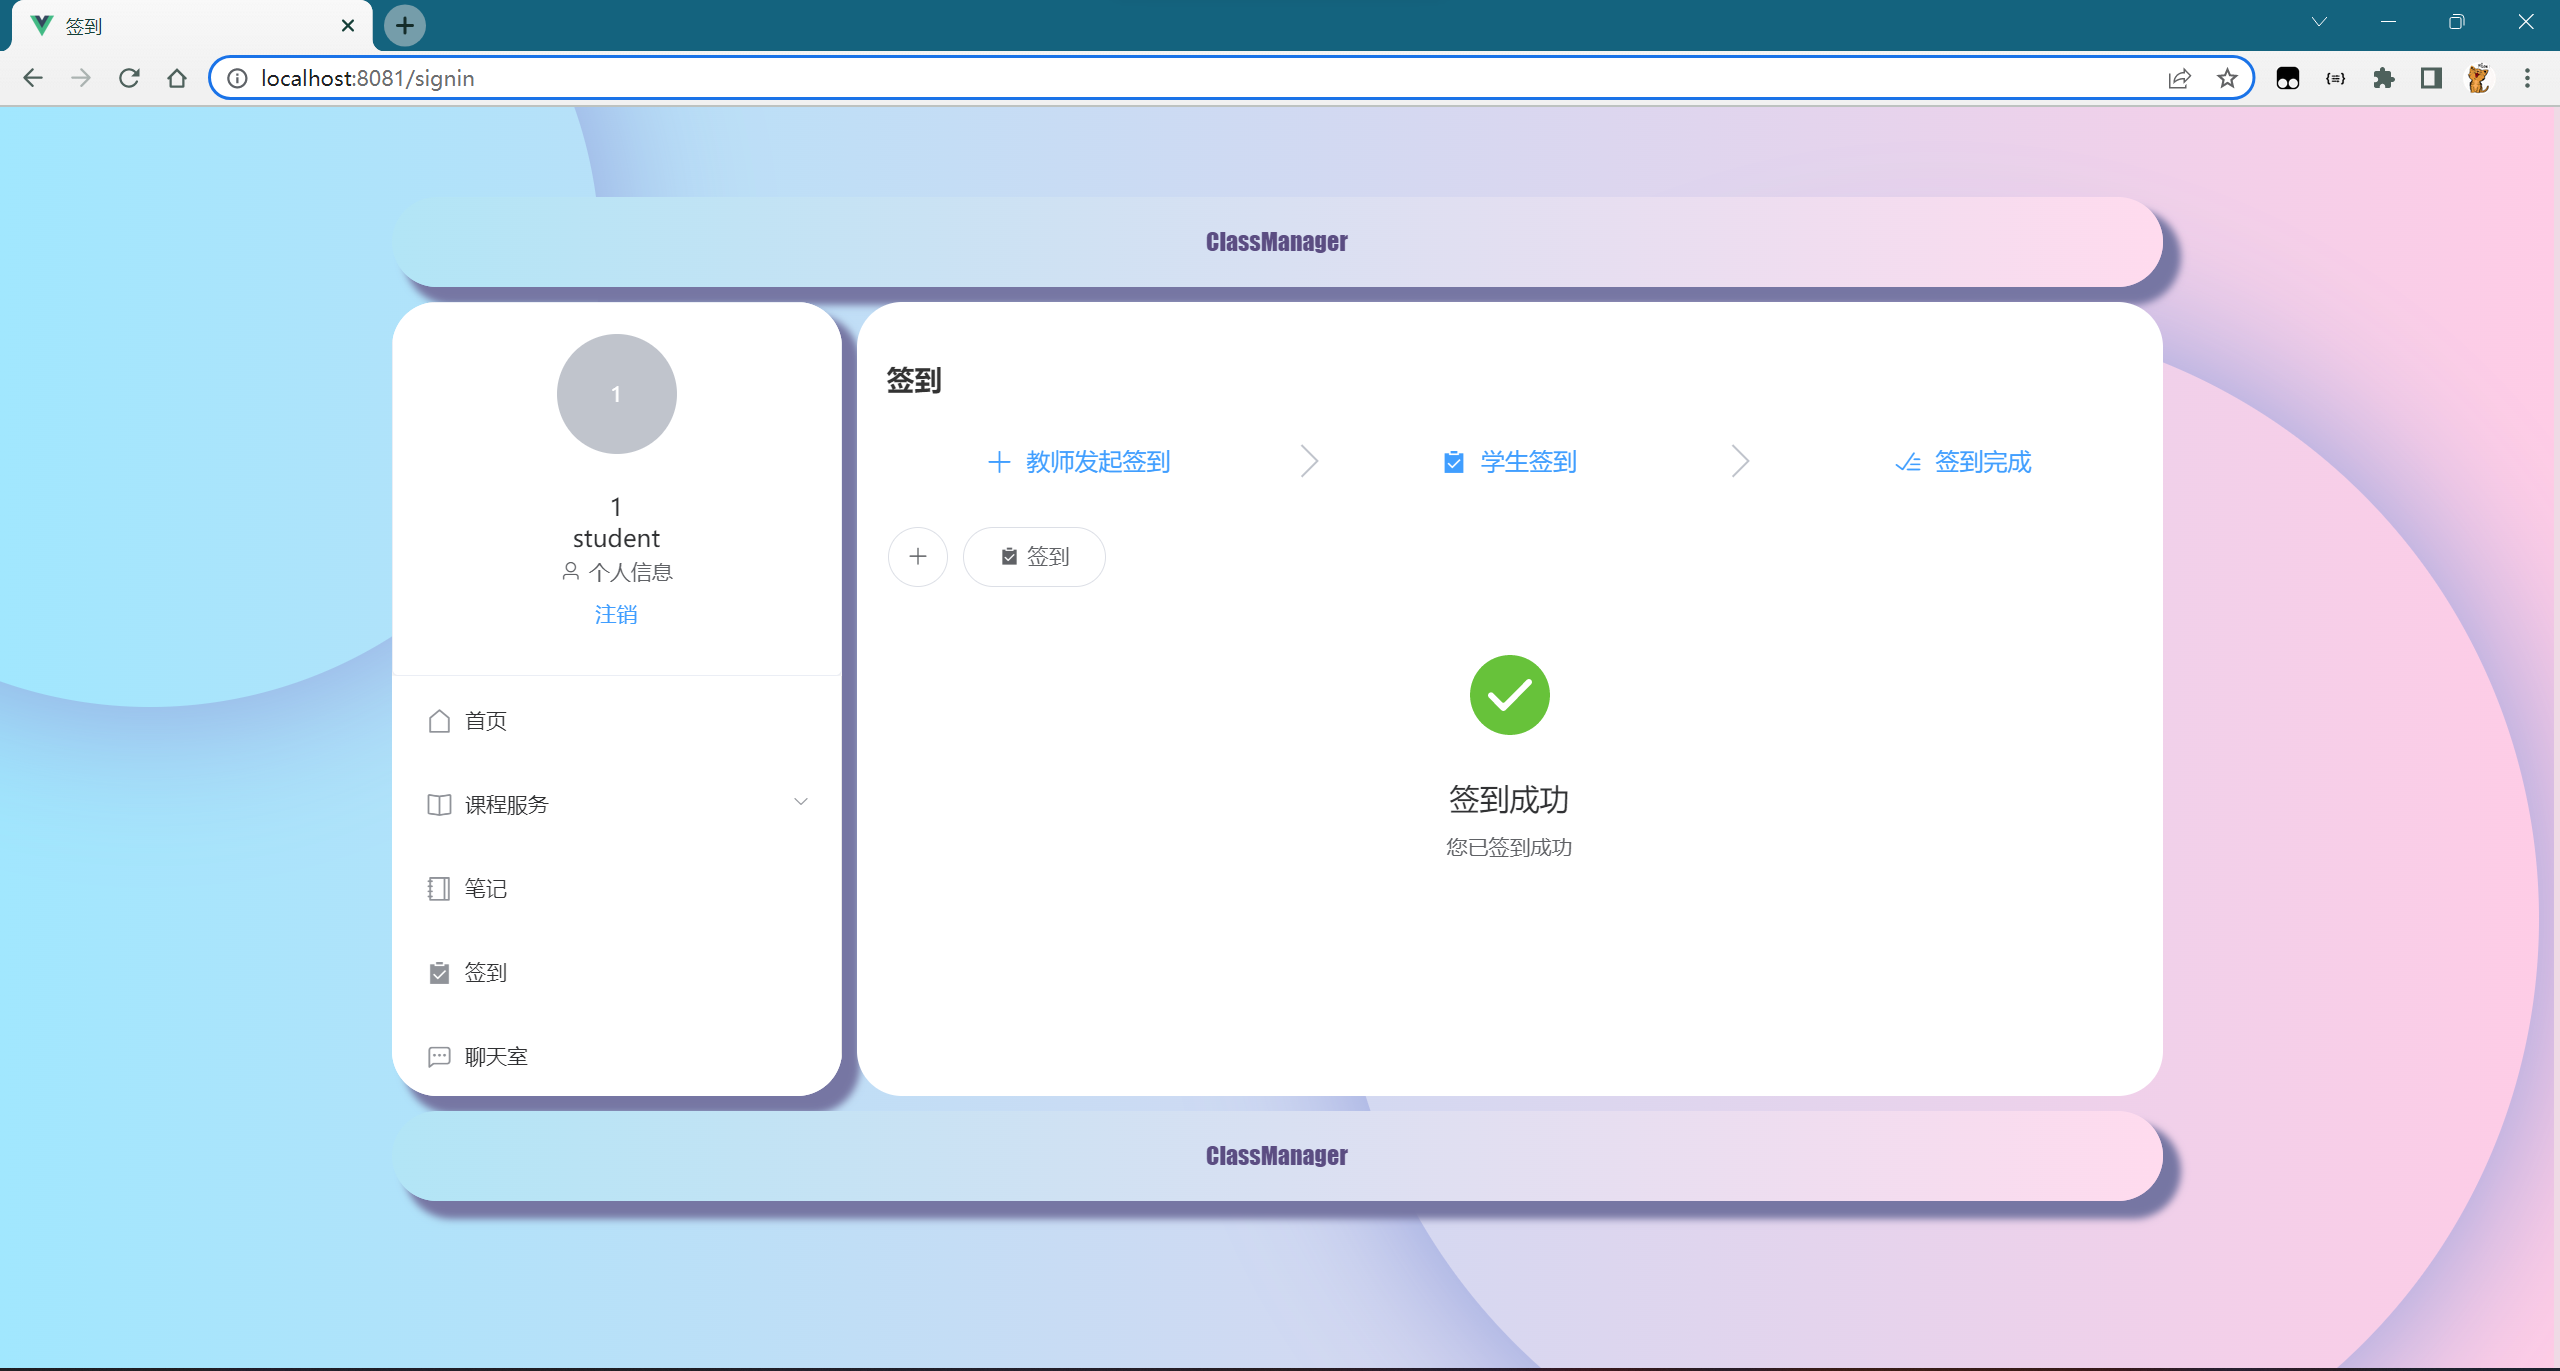 签到
localhost:8081/signin
ClassManager
1
1
student
个人信息
注销
首页
课程服务
笔记
签到
聊天室
签到
教师发起签到
学生签到
签到完成
签到
签到成功
您已签到成功
ClassManager